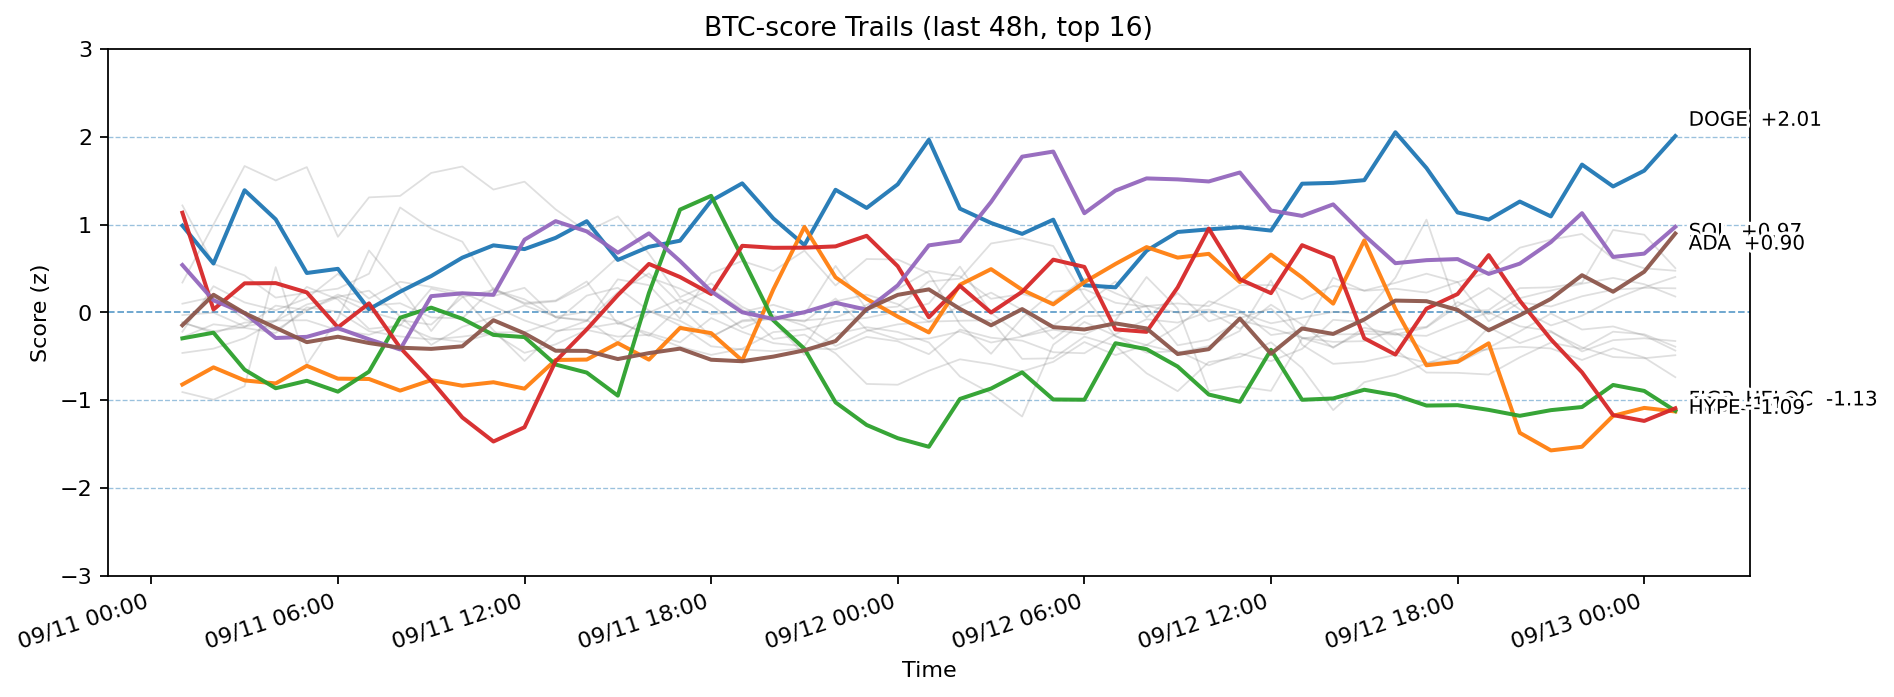 BTC-score Trails (last 48h, top 16)
3
2
1
0
−1
−2
−3
Score (z)
DOGE +2.01
SOL +0.97
ADA +0.90
-1.13
HYPE -1.09
09/11 00:00
09/11 06:00
09/11 12:00
09/11 18:00
09/12 00:00
09/12 06:00
09/12 12:00
09/12 18:00
09/13 00:00
Time